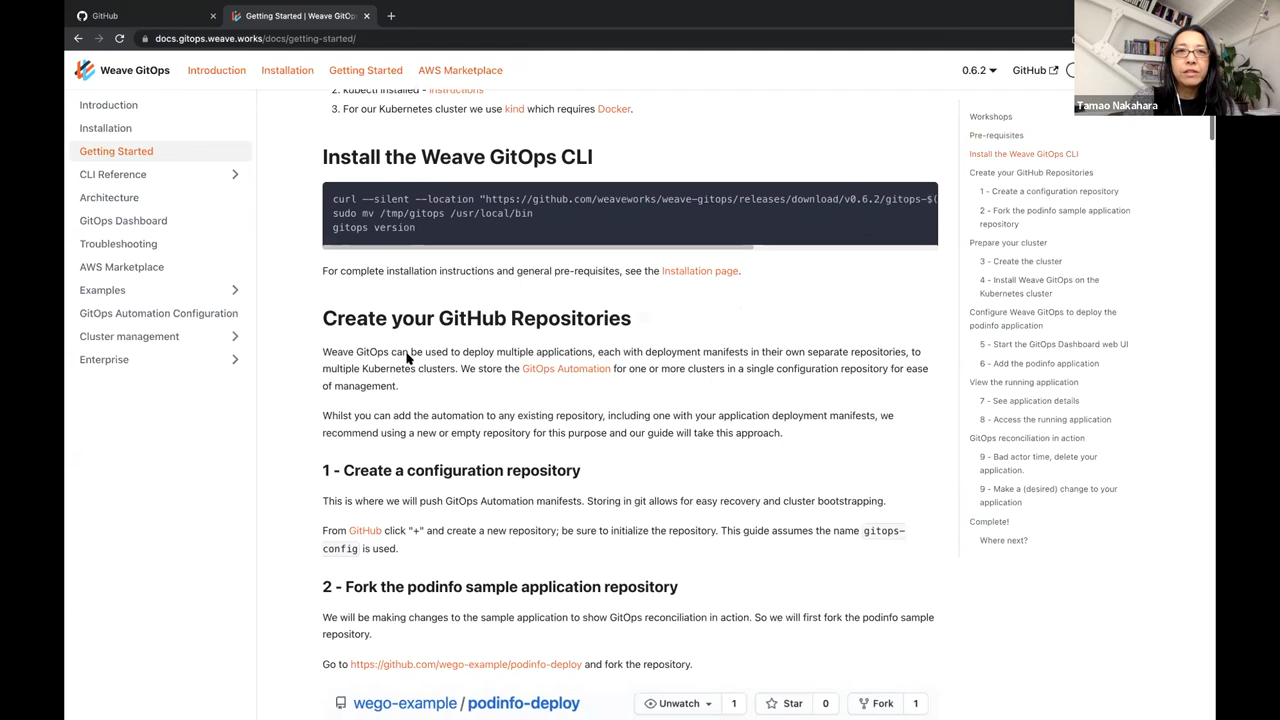 GitHub
Getting Started | Weave GitOp
docs.gitops.weave.works/docs/getting-started/
Weave GitOps
Introduction
Installation
Getting Started
AWS Marketplace
0.6.2
GitHub
Tamao Nakahara
Introduction
Installation
Getting Started
CLI Reference
Architecture
GitOps Dashboard
Troubleshooting
AWS Marketplace
Examples
GitOps Automation Configuration
Cluster management
Enterprise
2. kubectl installed - instructions
3. For our Kubernetes cluster we use kind which requires Docker.
Install the Weave GitOps CLI
curl --silent --location "https://github.com/weaveworks/weave-gitops/releases/download/v0.6.2/gitops-$(
sudo mv /tmp/gitops /usr/local/bin
gitops version
For complete installation instructions and general pre-requisites, see the Installation page.
Create your GitHub Repositories
Weave GitOps can be used to deploy multiple applications, each with deployment manifests in their own separate repositories, to
multiple Kubernetes clusters. We store the GitOps Automation for one or more clusters in a single configuration repository for ease
of management.
Whilst you can add the automation to any existing repository, including one with your application deployment manifests, we
recommend using a new or empty repository for this purpose and our guide will take this approach.
1 - Create a configuration repository
This is where we will push GitOps Automation manifests. Storing in git allows for easy recovery and cluster bootstrapping.
From GitHub click "+" and create a new repository; be sure to initialize the repository. This guide assumes the name gitops-
config is used.
2 - Fork the podinfo sample application repository
We will be making changes to the sample application to show GitOps reconciliation in action. So we will first fork the podinfo sample
repository.
Go to https://github.com/wego-example/podinfo-deploy and fork the repository.
wego-example / podinfo-deploy
Unwatch
1
Star
0
Fork
1
Workshops
Pre-requisites
Install the Weave GitOps CLI
Create your GitHub Repositories
1 - Create a configuration repository
2 - Fork the podinfo sample application
repository
Prepare your cluster
3 - Create the cluster
4 - Install Weave GitOps on the
Kubernetes cluster
Configure Weave GitOps to deploy the
podinfo application
5 - Start the GitOps Dashboard web UI
6 - Add the podinfo application
View the running application
7 - See application details
8 - Access the running application
GitOps reconciliation in action
9 - Bad actor time, delete your
application.
9 - Make a (desired) change to your
application
Complete!
Where next?